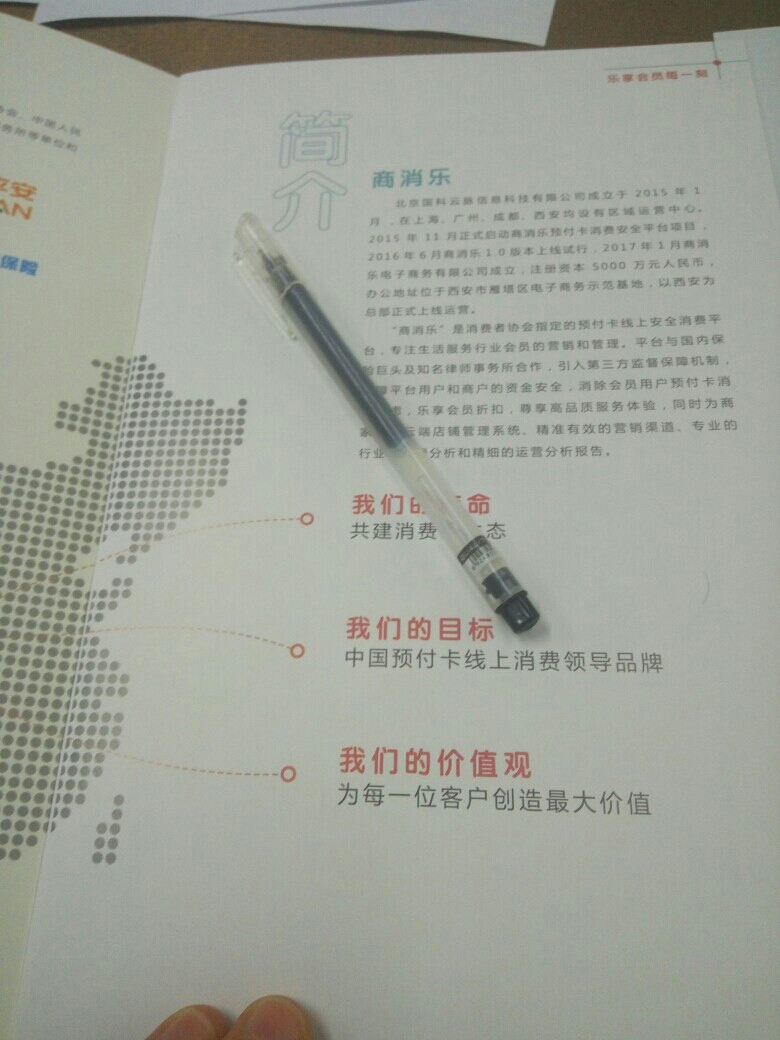 乐享会员每一刻
简
介
商消乐
北京国科云脉信息科技有限公司成立于 2015 年 1
月，在上海、广州、成都、西安均设有区域运营中心。
2015 年 11 月正式启动商消乐预付卡消费安全平台项目，
2016 年 6 月商消乐 1.0 版本上线试行，2017 年 1 月商消
乐电子商务有限公司成立，注册资本 5000 万元人民币，
办公地址位于西安市雁塔区电子商务示范基地，以西安为
总部正式上线运营。
“商消乐”是消费者协会指定的预付卡线上安全消费平
台，专注生活服务行业会员的营销和管理。平台与国内保
险巨头及知名律师事务所合作，引入第三方监督保障机制，
障平台用户和商户的资金安全，消除会员用户预付卡消
虑，乐享会员折扣，尊享高品质服务体验，同时为商
云端店铺管理系统、精准有效的营销渠道、专业的
行业 分析和精细的运营分析报告。
我们的 命
共建消费 态
我们的目标
中国预付卡线上消费领导品牌
我们的价值观
为每一位客户创造最大价值
会、中国人民
务所等单位和
平安
AN
保险